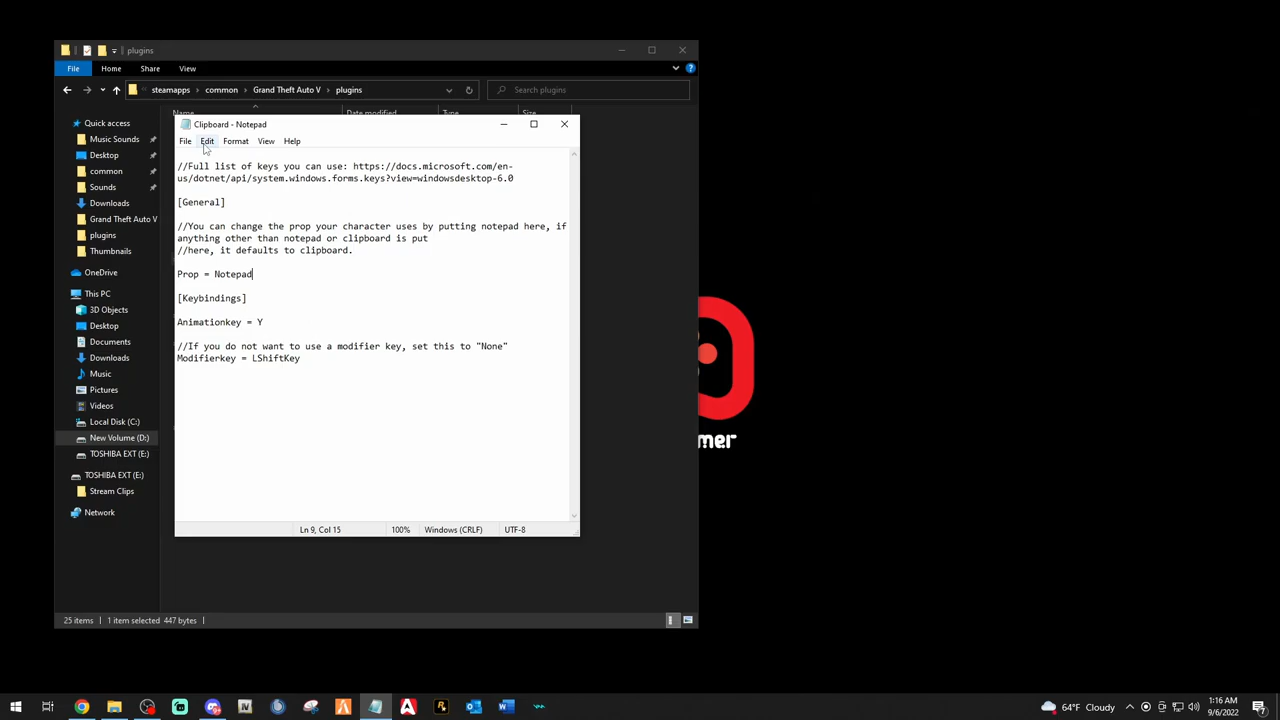 plugins
File Home Share View
steamapps > common > Grand Theft Auto V > plugins
Search plugins
Name Date modified Type Size
Clipboard - Notepad
File Edit Format View Help
//Full list of keys you can use: https://docs.microsoft.com/en-
us/dotnet/api/system.windows.forms.keys?view=windowsdesktop-6.0
[General]
//You can change the prop your character uses by putting notepad here, if
anything other than notepad or clipboard is put
//here, it defaults to clipboard.
Prop = Notepad
[Keybindings]
Animationkey = Y
//If you do not want to use a modifier key, set this to "None"
Modifierkey = LShiftKey
Ln 9, Col 15 100% Windows (CRLF) UTF-8
Quick access
Music Sounds
Desktop
common
Sounds
Downloads
Grand Theft Auto V
plugins
Thumbnails
OneDrive
This PC
3D Objects
Desktop
Documents
Downloads
Music
Pictures
Videos
Local Disk (C:)
New Volume (D:)
TOSHIBA EXT (E:)
TOSHIBA EXT (E:)
Stream Clips
Network
25 items 1 item selected 447 bytes
mer
64°F Cloudy
1:16 AM
9/6/2022